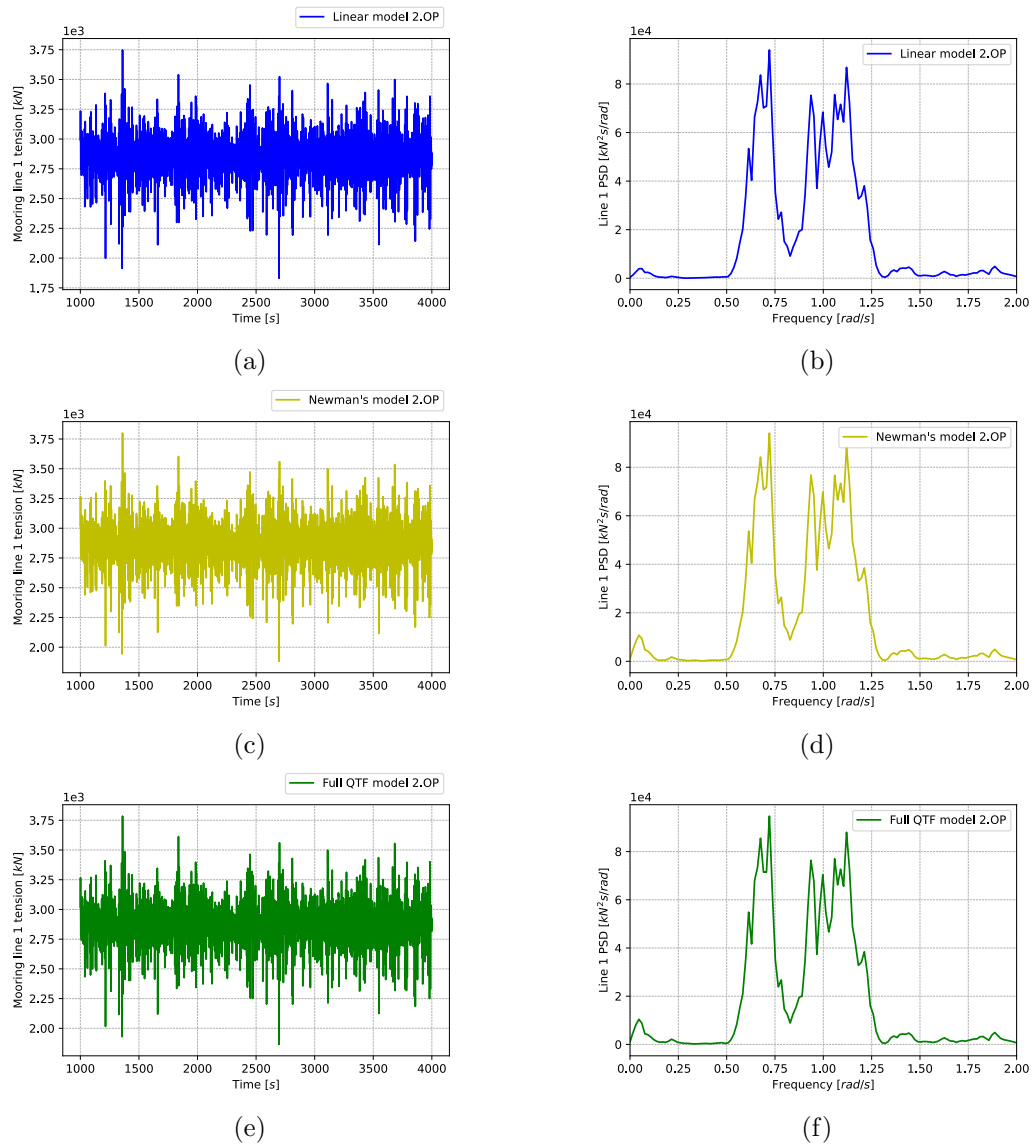 Linear model 2.OP
1e3
Mooring line 1 tension [kN]
3.75
3.50
3.25
3.00
2.75
2.50
2.25
2.00
1.75
1000 1500 2000 2500 3000 3500 4000
Time [s]
(a)
1e4
Linear model 2.OP
Line 1 PSD [kN²s/rad]
8
6
4
2
0
0.00 0.25 0.50 0.75 1.00 1.25 1.50 1.75 2.00
Frequency [rad/s]
(b)
Newman's model 2.OP
1e3
Mooring line 1 tension [kN]
3.75
3.50
3.25
3.00
2.75
2.50
2.25
2.00
1000 1500 2000 2500 3000 3500 4000
Time [s]
(c)
1e4
Newman's model 2.OP
Line 1 PSD [kN²s/rad]
8
6
4
2
0
0.00 0.25 0.50 0.75 1.00 1.25 1.50 1.75 2.00
Frequency [rad/s]
(d)
Full QTF model 2.OP
1e3
Mooring line 1 tension [kN]
3.75
3.50
3.25
3.00
2.75
2.50
2.25
2.00
1000 1500 2000 2500 3000 3500 4000
Time [s]
(e)
1e4
Full QTF model 2.OP
Line 1 PSD [kN²s/rad]
8
6
4
2
0
0.00 0.25 0.50 0.75 1.00 1.25 1.50 1.75 2.00
Frequency [rad/s]
(f)